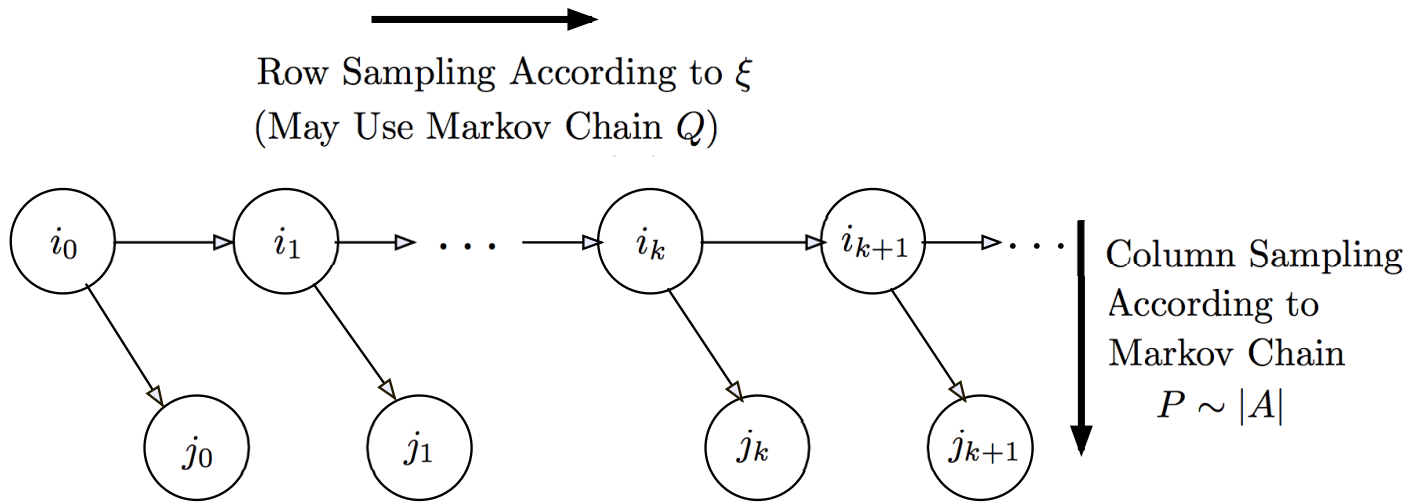 Row Sampling According to ξ
(May Use Markov Chain Q)
i₀ i₁ · · · iₖ iₖ₊₁ · · ·
Column Sampling
According to
Markov Chain
P ∼ |A|
j₀ j₁ jₖ jₖ₊₁